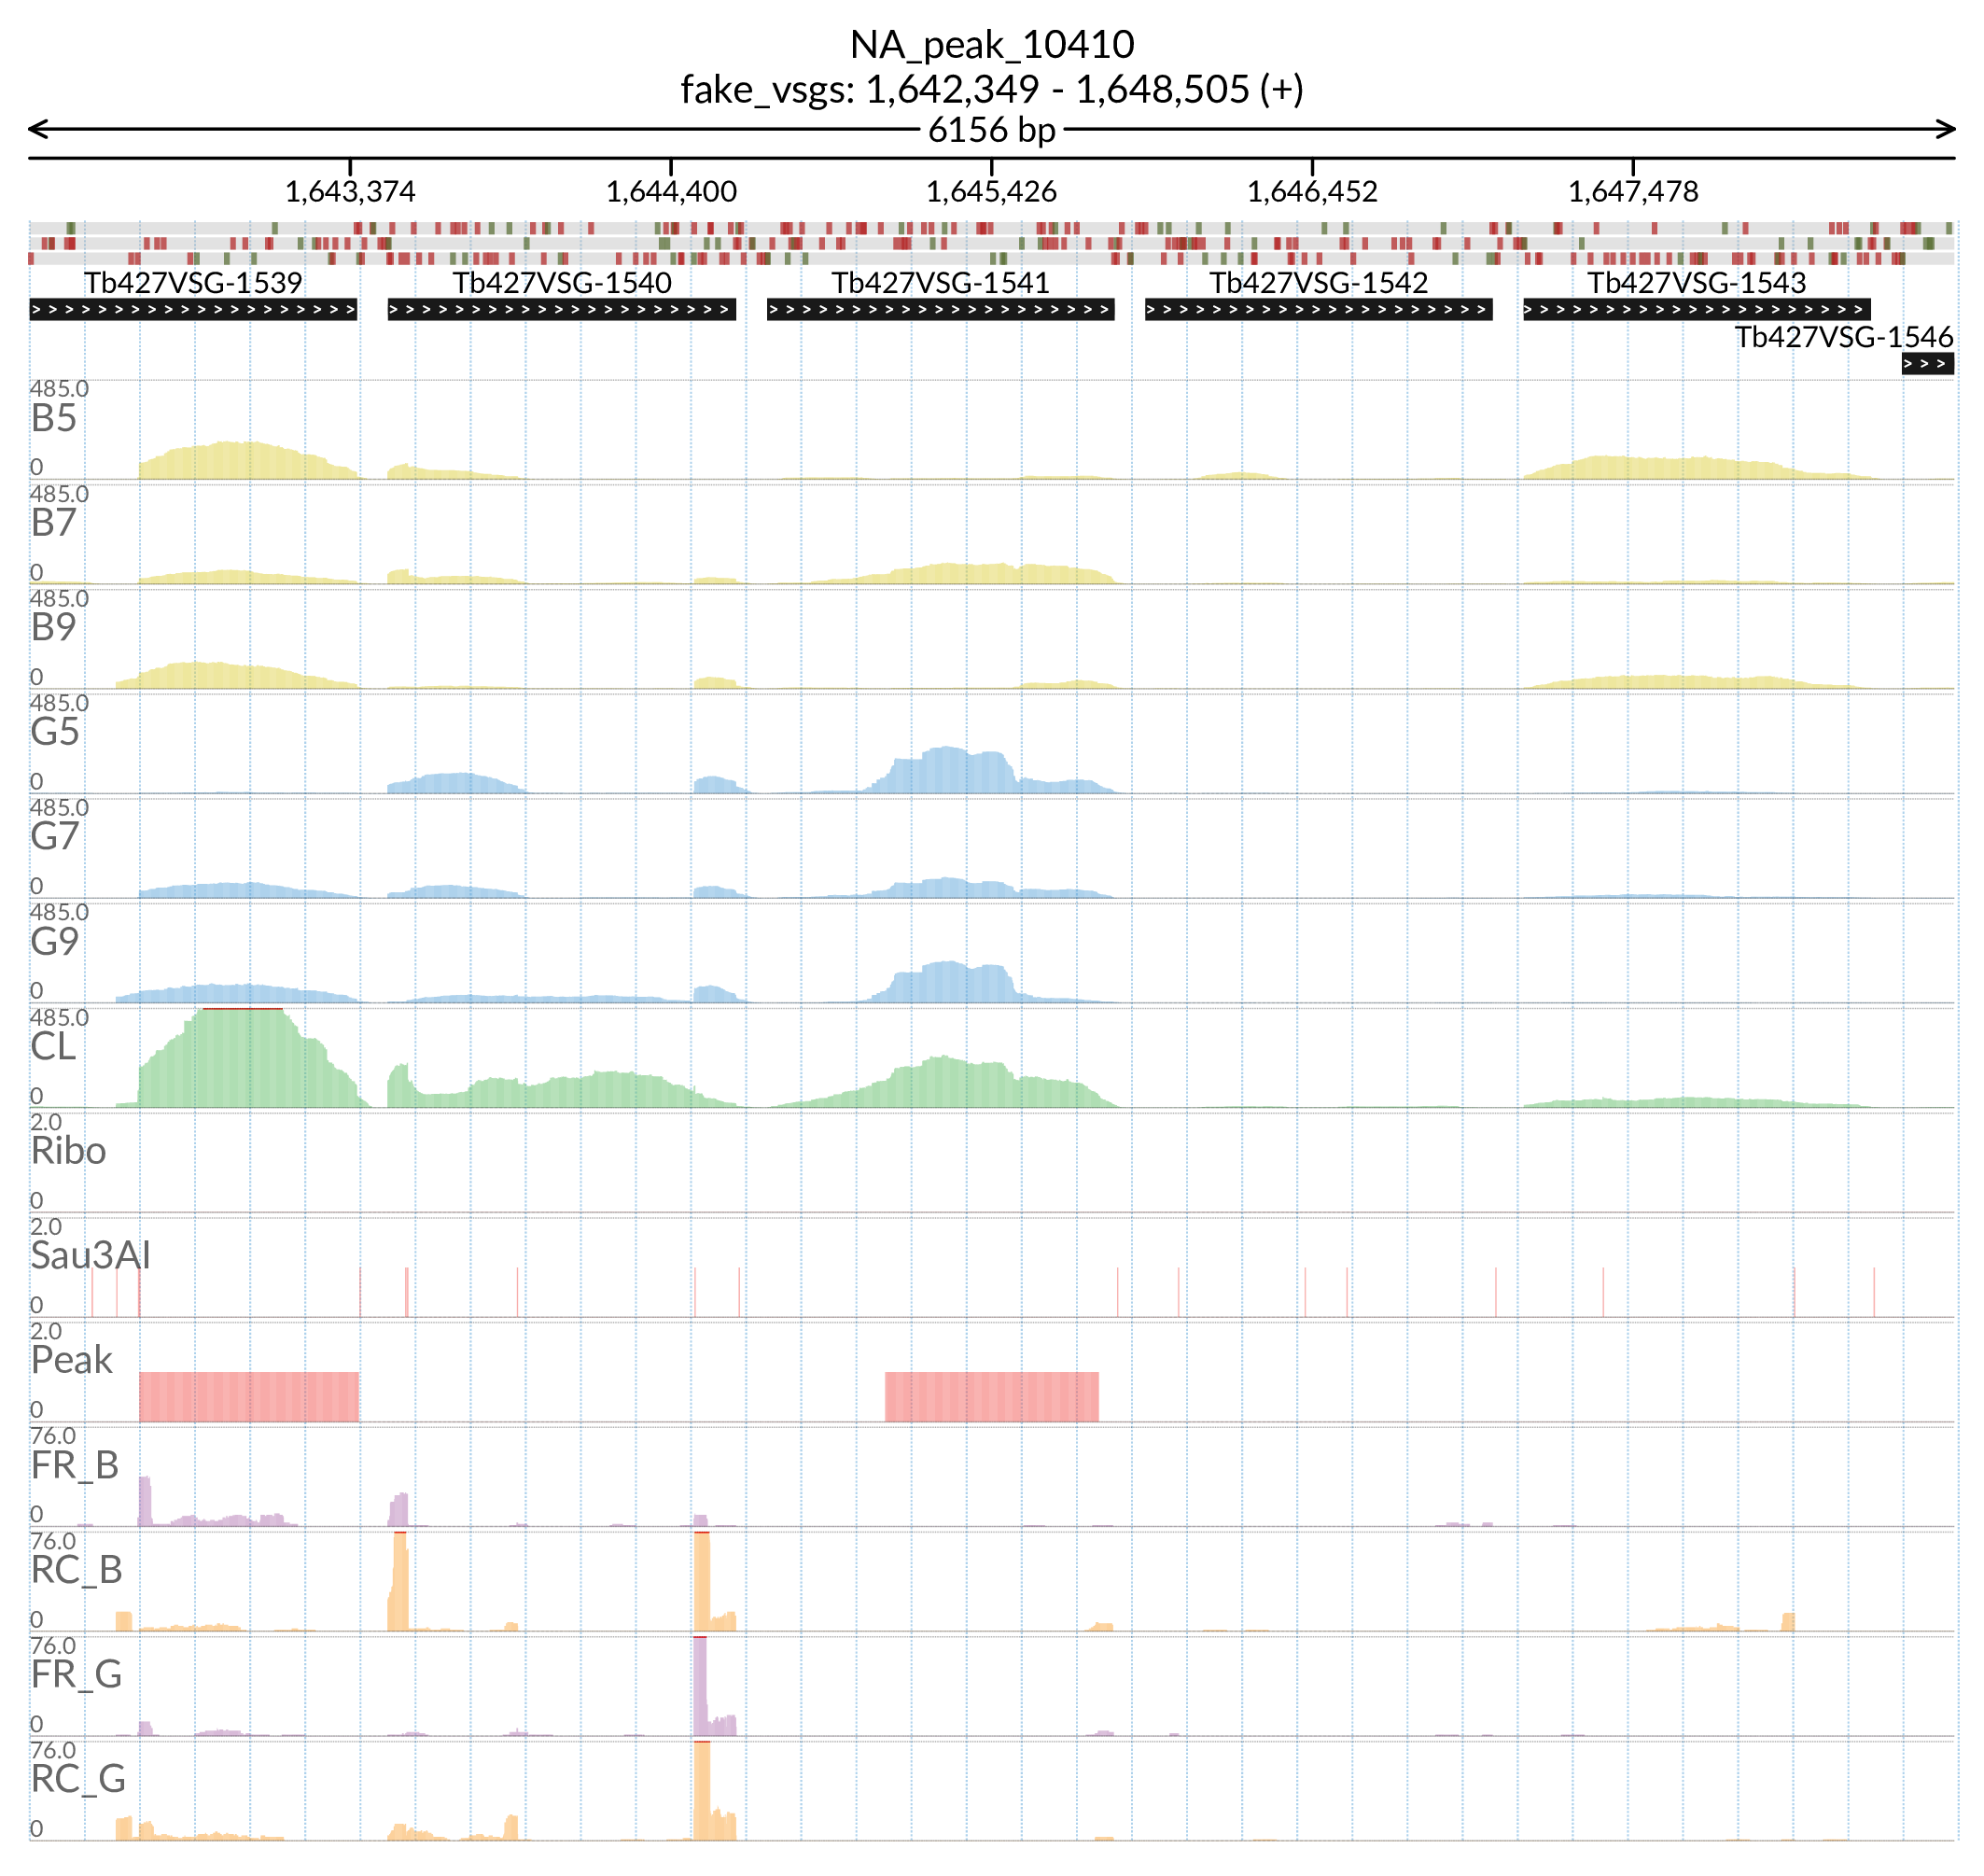 NA_peak_10410
fake_vsgs: 1,642,349 - 1,648,505 (+)
6156 bp
1,643,374 1,644,400 1,645,426 1,646,452 1,647,478
Tb427VSG-1539 Tb427VSG-1540 Tb427VSG-1541 Tb427VSG-1542 Tb427VSG-1543
Tb427VSG-1546
485.0
B5
0
485.0
B7
0
485.0
B9
0
485.0
G5
0
485.0
G7
0
485.0
G9
0
485.0
CL
0
2.0
Ribo
0
2.0
Sau3AI
0
2.0
Peak
0
76.0
FR_B
0
76.0
RC_B
0
76.0
FR_G
0
76.0
RC_G
0